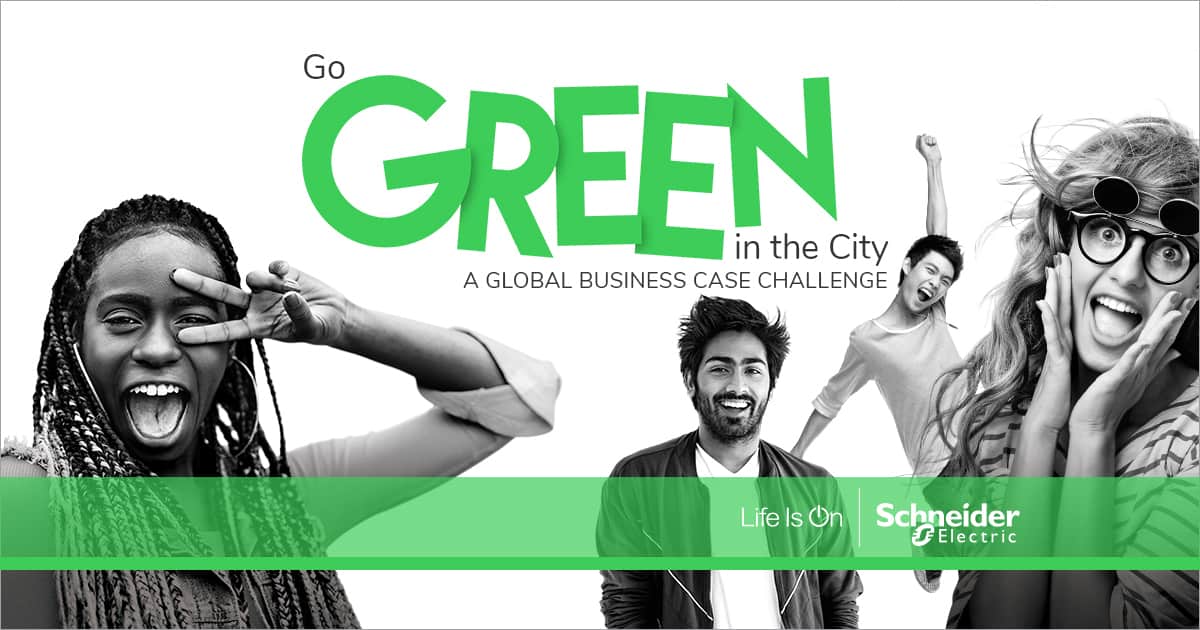 Go
GREEN
in the City
A GLOBAL BUSINESS CASE CHALLENGE
Life Is On
Schneider
Electric